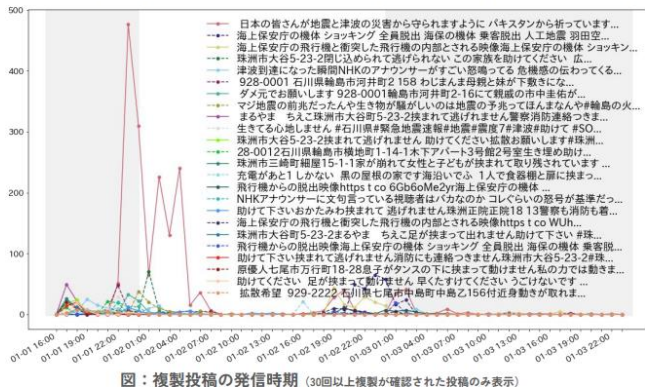 500
400
300
200
100
0
日本の皆さんが地震と津波の災害から守られますように パキスタンから祈っています...
海上保安庁の機体 ショッキング 全員脱出 海保の機体 乗客脱出 人工地震 羽田空...
海上保安庁の飛行機と衝突した飛行機の内部とされる映像海上保安庁の機体 ショッキン...
珠洲市大谷5-23-2閉じ込められて逃げられない この家族を助けてください 広...
津波到達になった瞬間NHKのアナウンサーがすごい怒鳴ってる 危機感の伝わってくる...
928-0001 石川県輪島市河井町2 158 わじまんま母親と妹が下敷きにな...
ダメ元でお願いします 928-0001輪島市河井町2-16にて親戚の市中圭佑が...
マジ地震の前兆だったんや生き物が騒がしいのは地震の予兆ってほんまなんや#輪島の火...
まるやま ちえこ珠洲市大谷町5-23-2挟まれて逃げれません警察消防連絡つきま...
生きてる心地しません #石川県#緊急地震速報#地震#震度7#津波#助けて #SO...
珠洲市大谷5-23-2挟まれて逃げれません 助けてください拡散お願いします#珠洲...
28-0012石川県輪島市横地町1-14-1木下アパート3号館2号室生き埋め助け...
珠洲市三崎町細屋15-1-1家が崩れて女性と子どもが挟まれて取り残されています ...
充電があと1 しかない 黒の屋根の家です海沿いでふ 1人で食器棚と扉に挟まっ...
飛行機からの脱出映像https t co 6Gb6oMe2yr海上保安庁の機体 ...
NHKアナウンサーに文句言っている視聴者はバカなのか コレぐらいの怒号が基準だっ...
助けて下さいおかたみわ挟まれて 逃げれません珠洲正院正院18 13警察も消防も着...
海上保安庁の飛行機と衝突した飛行機の内部とされる映像https t co WUh...
珠洲市大谷町5-23-2まるやま ちえこ足が挟まって出れません助けて下さい #珠...
飛行機からの脱出映像海上保安庁の機体 ショッキング 全員脱出 海保の機体 乗客脱...
助けて下さい挟まれて逃げれません消防にも連絡つきません珠洲市大谷5-23-2#珠...
原優人七尾市万行町18-28息子がタンスの下に挟まって動けません私の力では動きま...
助けてください 足が挟まって動けません 早くたすけてください うごけないです ...
拡散希望 929-2222 石川県七尾市中島町中島乙156付近身動きが取れま...
01-01 16:00
01-01 19:00
01-01 22:00
01-02 01:00
01-02 04:00
01-02 07:00
01-02 10:00
01-02 13:00
01-02 16:00
01-02 19:00
01-02 22:00
01-03 01:00
01-03 04:00
01-03 07:00
01-03 10:00
01-03 13:00
01-03 16:00
01-03 19:00
01-03 22:00
図：複製投稿の発信時期 (30回以上複製が確認された投稿のみ表示)